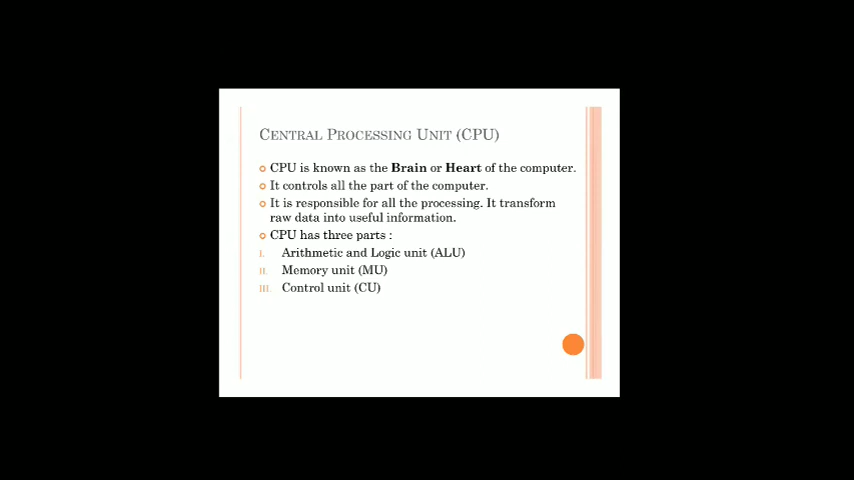 CENTRAL PROCESSING UNIT (CPU)
CPU is known as the Brain or Heart of the computer.
It controls all the part of the computer.
It is responsible for all the processing. It transform
raw data into useful information.
CPU has three parts :
I. Arithmetic and Logic unit (ALU)
II. Memory unit (MU)
III. Control unit (CU)